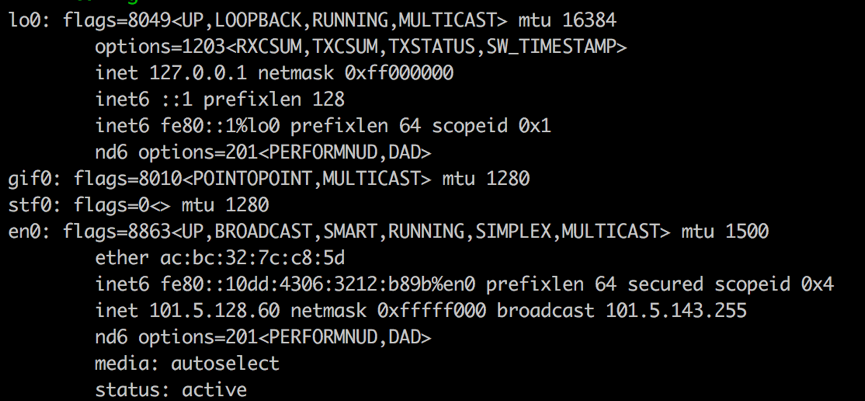 lo0: flags=8049<UP,LOOPBACK,RUNNING,MULTICAST> mtu 16384
options=1203<RXCSUM,TXCSUM,TXSTATUS,SW_TIMESTAMP>
inet 127.0.0.1 netmask 0xff000000
inet6 ::1 prefixlen 128
inet6 fe80::1%lo0 prefixlen 64 scopeid 0x1
nd6 options=201<PERFORMNUD,DAD>
gif0: flags=8010<POINTOPOINT,MULTICAST> mtu 1280
stf0: flags=0<> mtu 1280
en0: flags=8863<UP,BROADCAST,SMART,RUNNING,SIMPLEX,MULTICAST> mtu 1500
ether ac:bc:32:7c:c8:5d
inet6 fe80::10dd:4306:3212:b89b%en0 prefixlen 64 secured scopeid 0x4
inet 101.5.128.60 netmask 0xfffff000 broadcast 101.5.143.255
nd6 options=201<PERFORMNUD,DAD>
media: autoselect
status: active